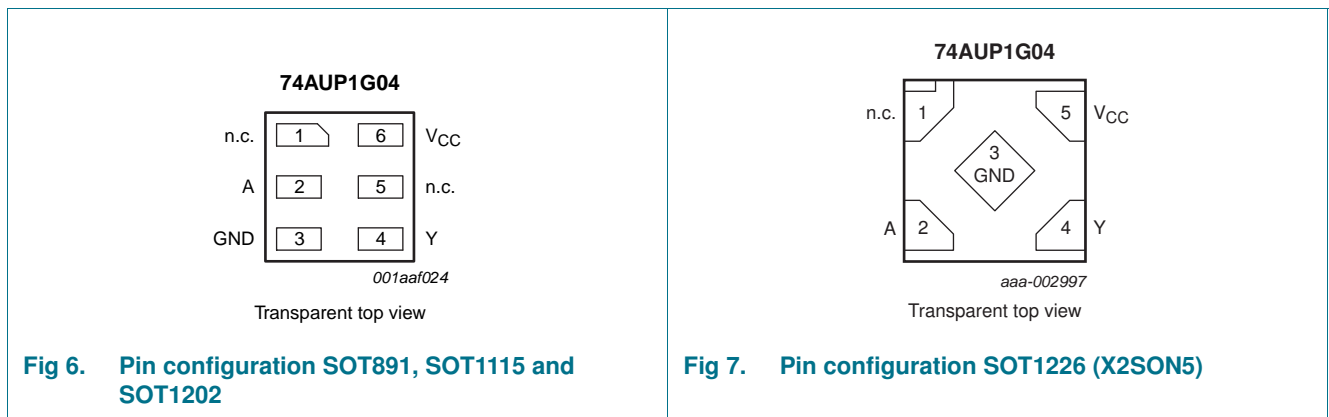 74AUP1G04
n.c. 1 6 VCC
A 2 5 n.c.
GND 3 4 Y
001aaf024
Transparent top view
Fig 6. Pin configuration SOT891, SOT1115 and
SOT1202
74AUP1G04
n.c. 1 5 VCC
3
GND
A 2 4 Y
aaa-002997
Transparent top view
Fig 7. Pin configuration SOT1226 (X2SON5)